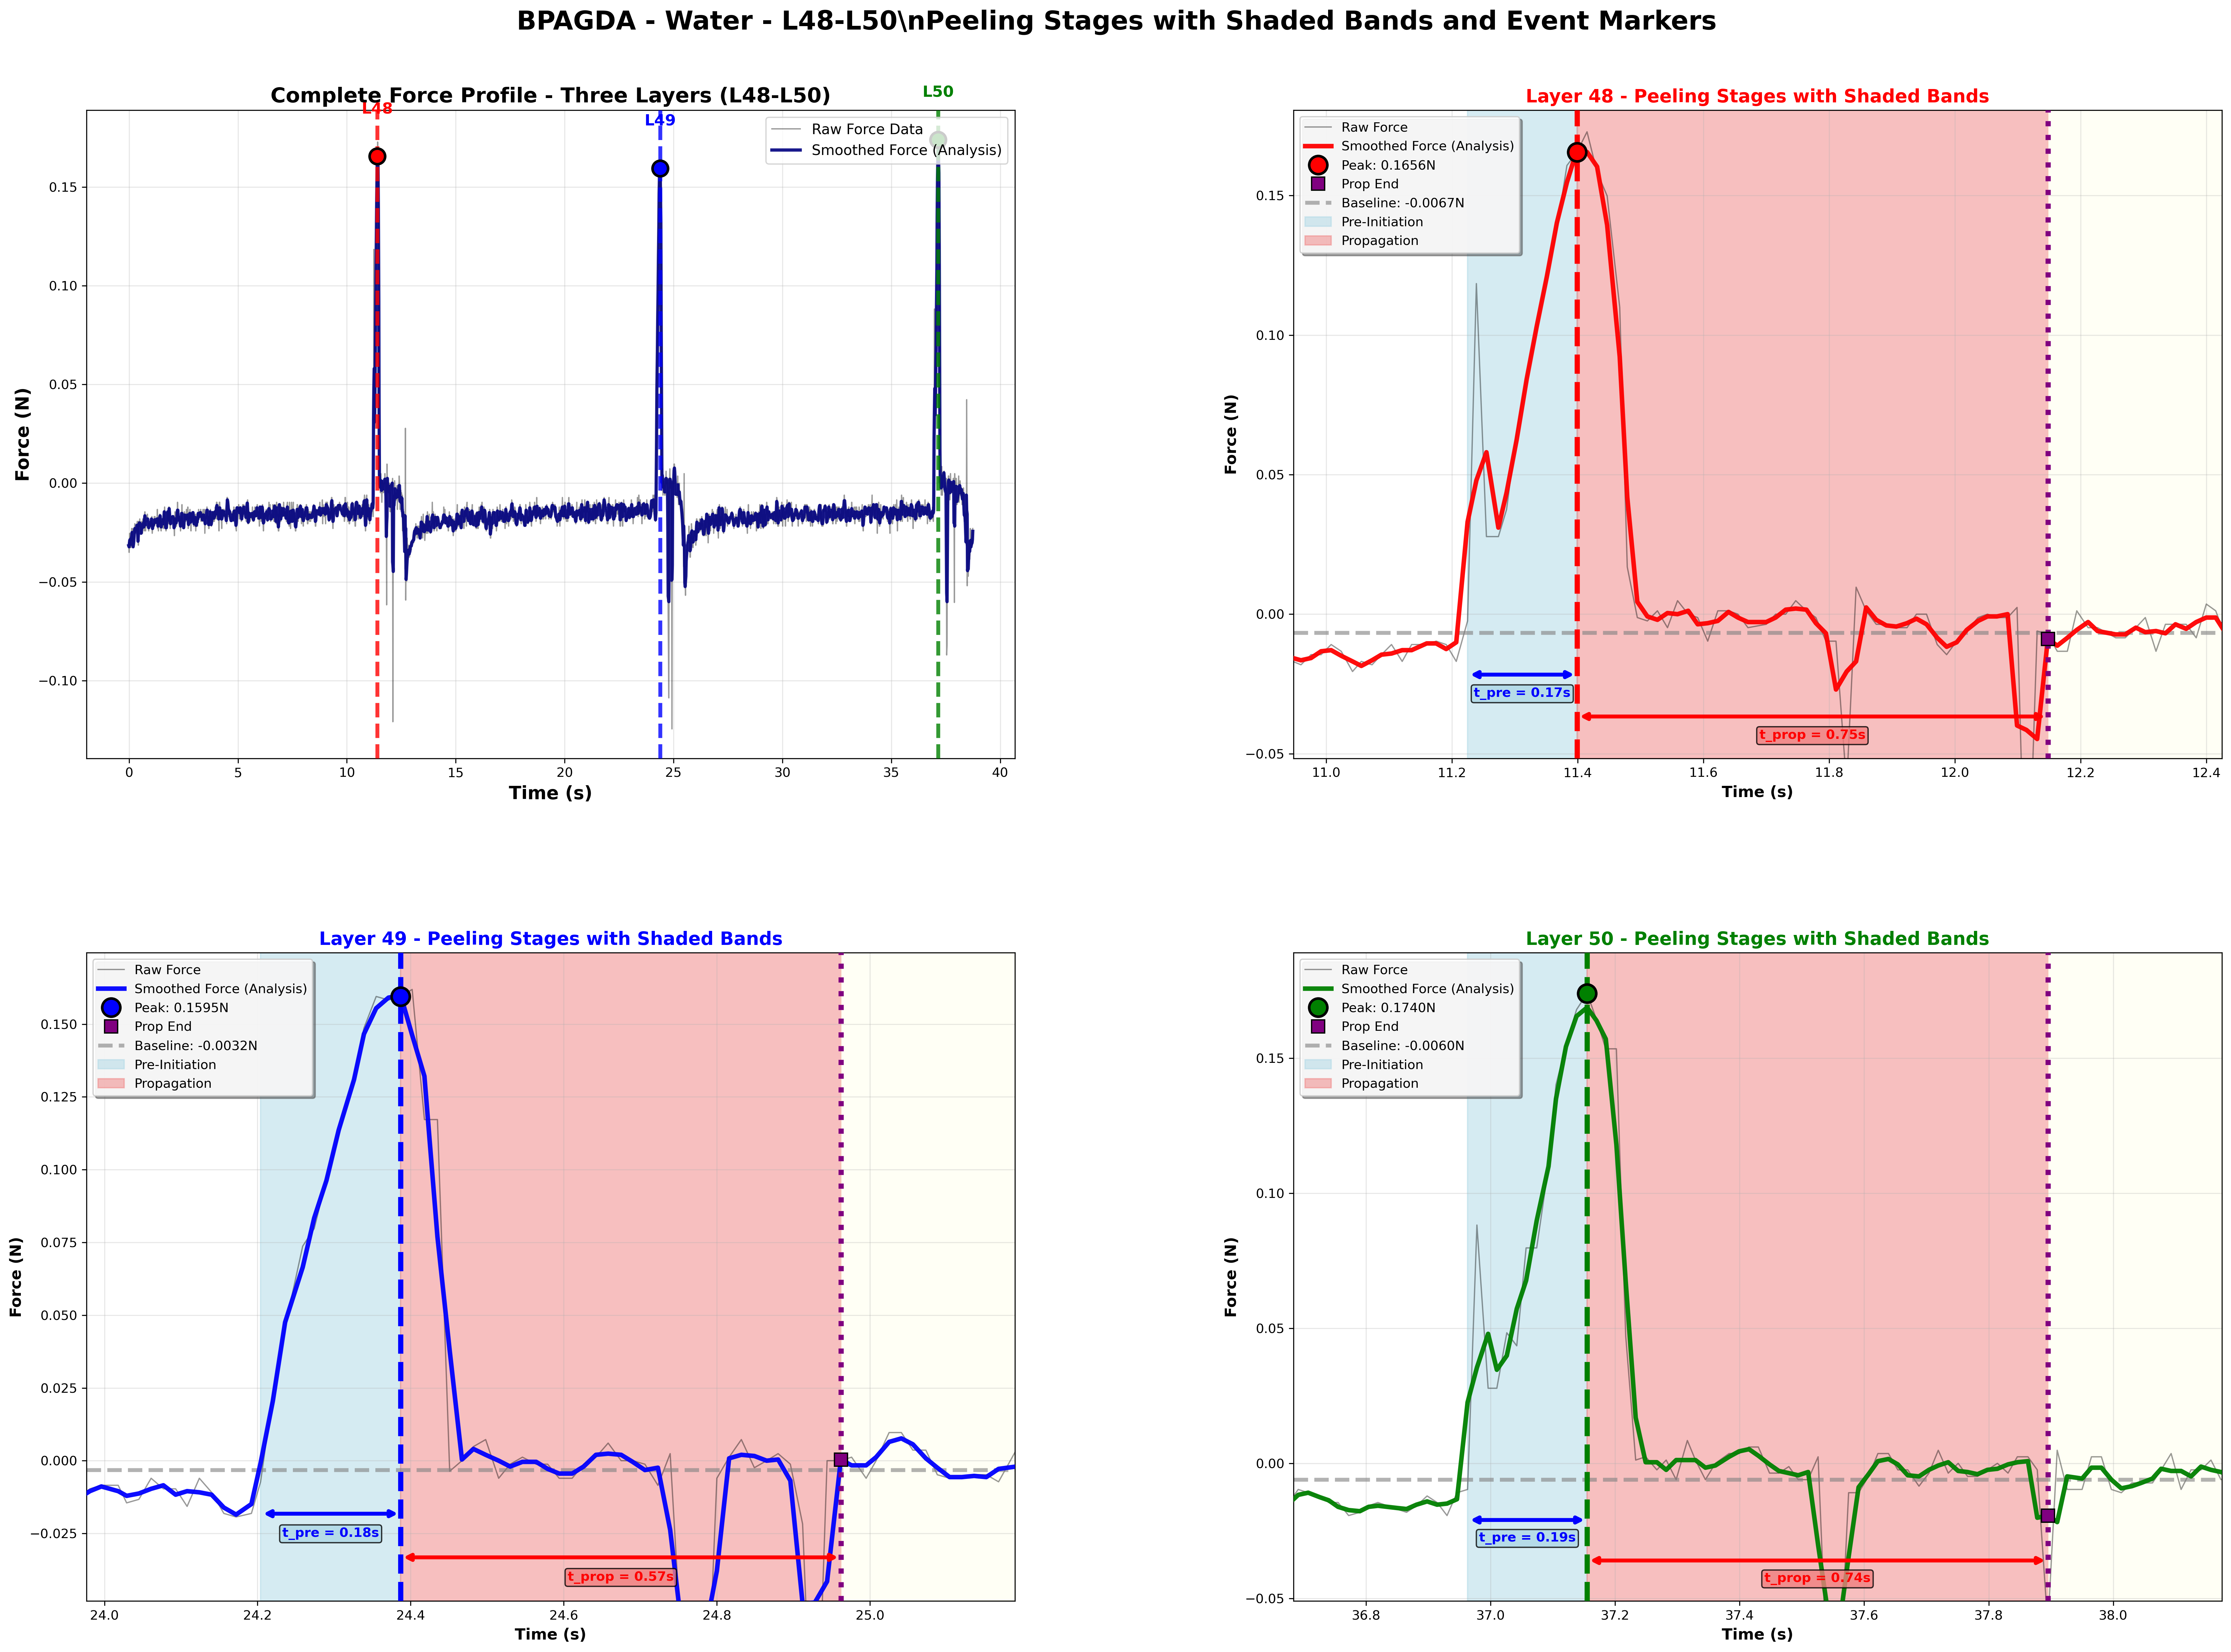 BPAGDA - Water - L48-L50\nPeeling Stages with Shaded Bands and Event Markers
Complete Force Profile - Three Layers (L48-L50)
L48
L49
L50
Raw Force Data
Smoothed Force (Analysis)
Force (N)
0.15
0.10
0.05
0.00
−0.05
−0.10
0 5 10 15 20 25 30 35 40
Time (s)
Layer 48 - Peeling Stages with Shaded Bands
Raw Force
Smoothed Force (Analysis)
Peak: 0.1656N
Prop End
Baseline: -0.0067N
Pre-Initiation
Propagation
Force (N)
0.15
0.10
0.05
0.00
−0.05
t_pre = 0.17s
t_prop = 0.75s
11.0 11.2 11.4 11.6 11.8 12.0 12.2 12.4
Time (s)
Layer 49 - Peeling Stages with Shaded Bands
Raw Force
Smoothed Force (Analysis)
Peak: 0.1595N
Prop End
Baseline: -0.0032N
Pre-Initiation
Propagation
Force (N)
0.150
0.125
0.100
0.075
0.050
0.025
0.000
−0.025
t_pre = 0.18s
t_prop = 0.57s
24.0 24.2 24.4 24.6 24.8 25.0
Time (s)
Layer 50 - Peeling Stages with Shaded Bands
Raw Force
Smoothed Force (Analysis)
Peak: 0.1740N
Prop End
Baseline: -0.0060N
Pre-Initiation
Propagation
Force (N)
0.15
0.10
0.05
0.00
−0.05
t_pre = 0.19s
t_prop = 0.74s
36.8 37.0 37.2 37.4 37.6 37.8 38.0
Time (s)